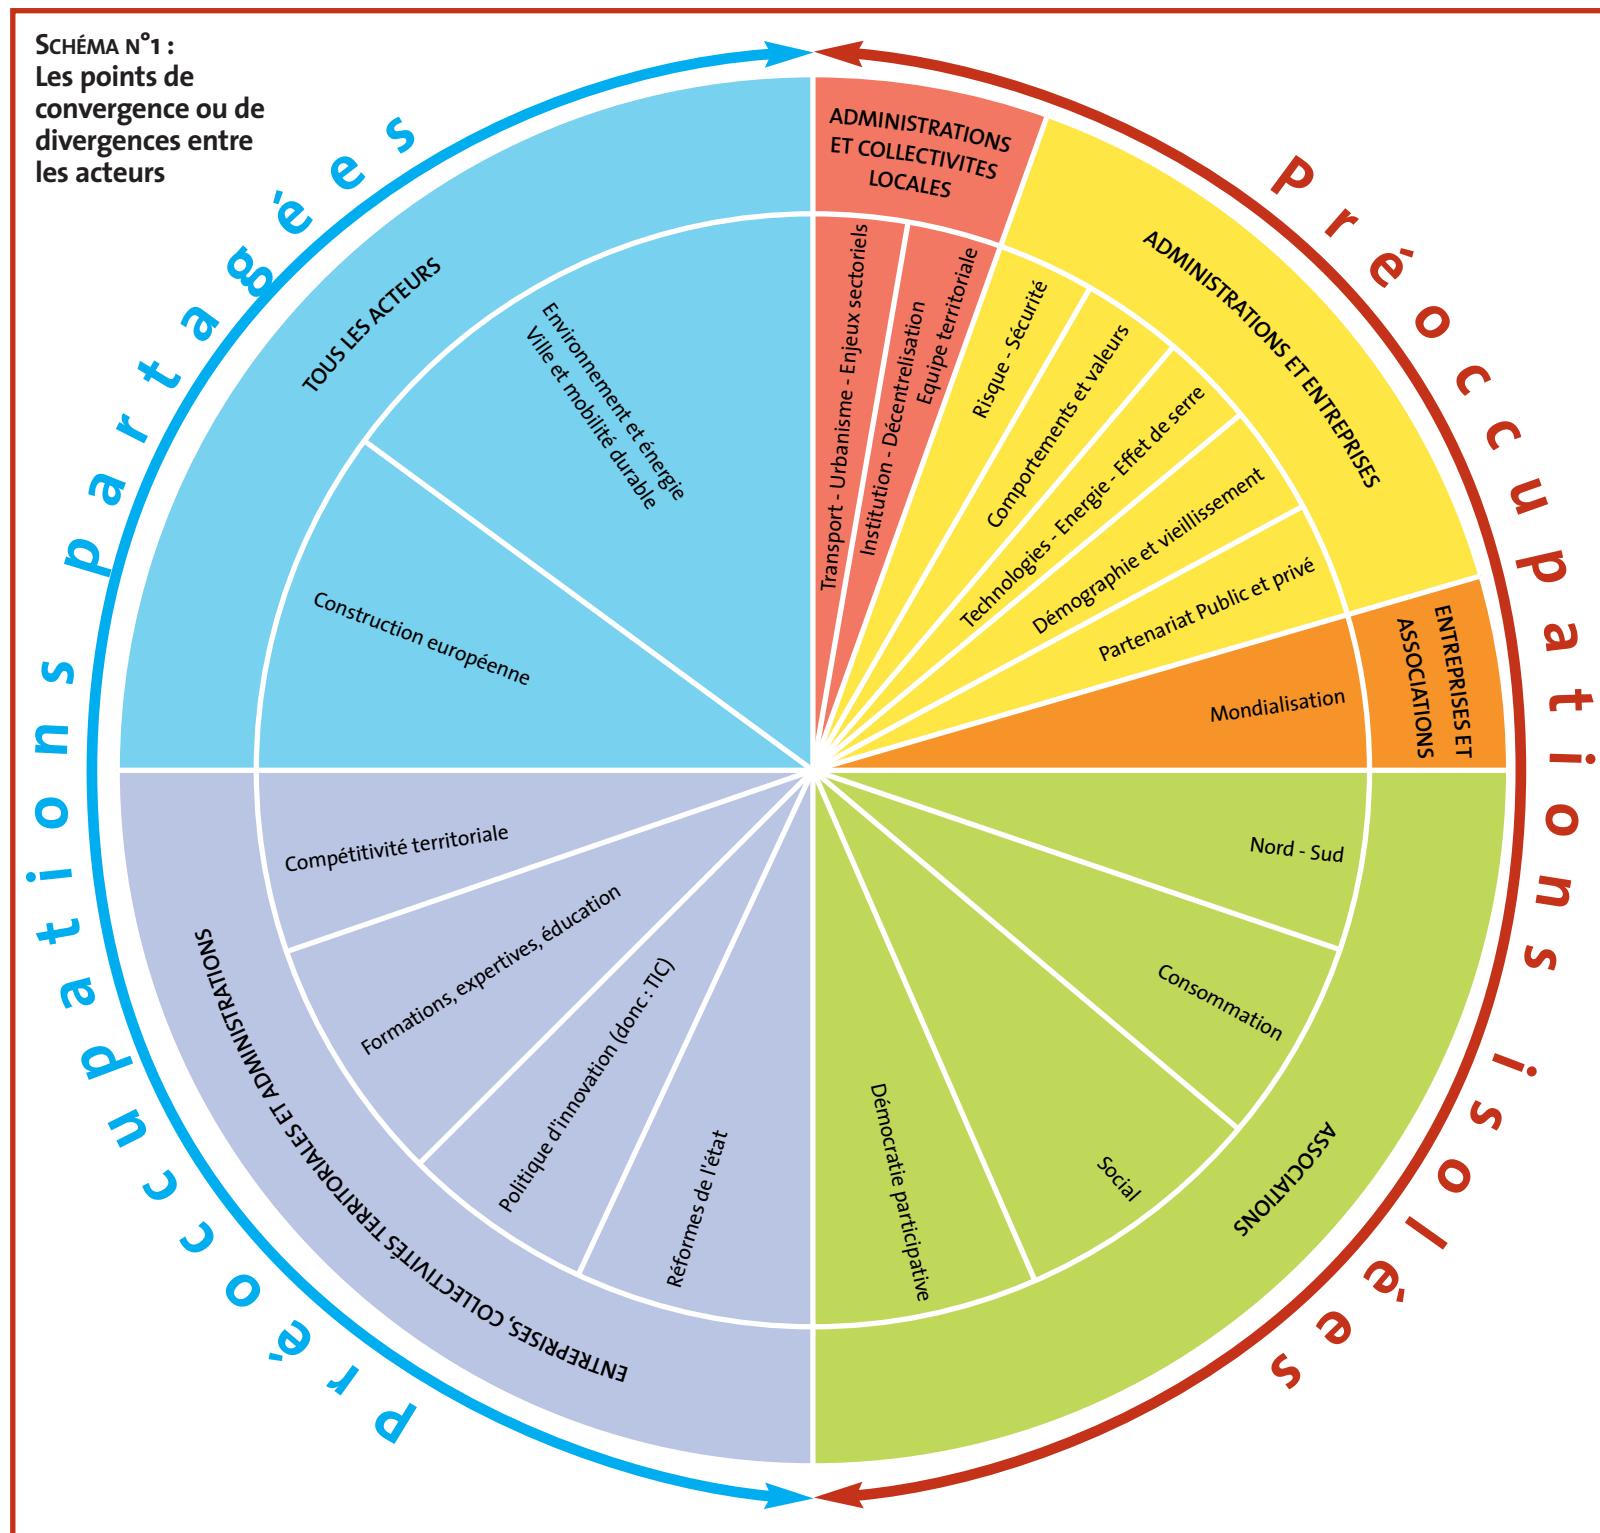 SCHÉMA N°1 :
Les points de
convergence ou de
divergences entre
les acteurs
Préoccupations partagées
Préoccupations isolées
TOUS LES ACTEURS
Environnement et énergie
Ville et mobilité durable
Construction européenne
ADMINISTRATIONS
ET COLLECTIVITES
LOCALES
Transport - Urbanisme - Enjeux sectoriels
Institution - Décentrelisation
Equipe territoriale
ADMINISTRATIONS ET ENTREPRISES
Risque - Sécurité
Comportements et valeurs
Technologies - Energie - Effet de serre
Démographie et vieillissement
Partenariat Public et privé
ENTREPRISES ET
ASSOCIATIONS
Mondialisation
ASSOCIATIONS
Nord - Sud
Consommation
Social
Démocratie participative
ENTREPRISES, COLLECTIVITÉS TERRITORIALES ET ADMINISTRATIONS
Compétitivité territoriale
Formations, expertives, éducation
Politique d'innovation (donc : TIC)
Réformes de l'état